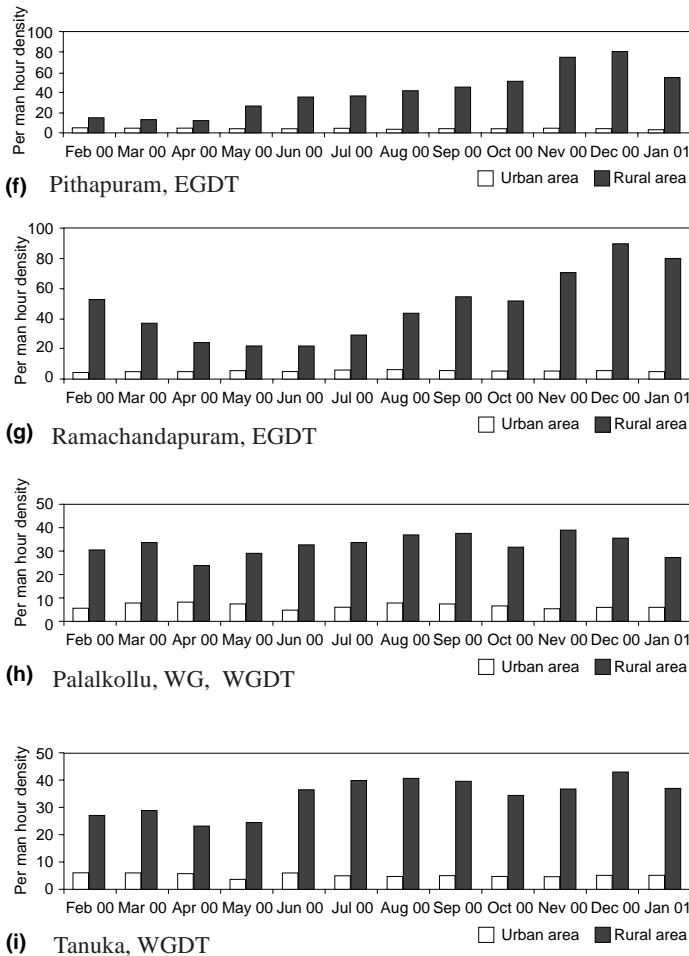 Per man hour density
100
80
60
40
20
0
Feb 00 Mar 00 Apr 00 May 00 Jun 00 Jul 00 Aug 00 Sep 00 Oct 00 Nev 00 Dec 00 Jan 01
(f) Pithapuram, EGDT
Urban area Rural area
Per man hour density
100
80
60
40
20
0
Feb 00 Mar 00 Apr 00 May 00 Jun 00 Jul 00 Aug 00 Sep 00 Oct 00 Nev 00 Dec 00 Jan 01
(g) Ramachandapuram, EGDT
Urban area Rural area
Per man hour density
50
40
30
20
10
0
Feb 00 Mar 00 Apr 00 May 00 Jun 00 Jul 00 Aug 00 Sep 00 Oct 00 Nev 00 Dec 00 Jan 01
(h) Palalkollu, WG, WGDT
Urban area Rural area
Per man hour density
50
40
30
20
10
0
Feb 00 Mar 00 Apr 00 May 00 Jun 00 Jul 00 Aug 00 Sep 00 Oct 00 Nev 00 Dec 00 Jan 01
(i) Tanuka, WGDT
Urban area Rural area